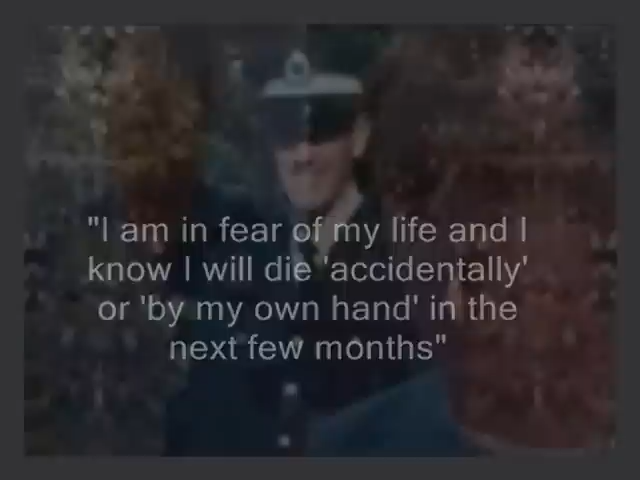 "I am in fear of my life and I
know I will die 'accidentally'
or 'by my own hand' in the
next few months"